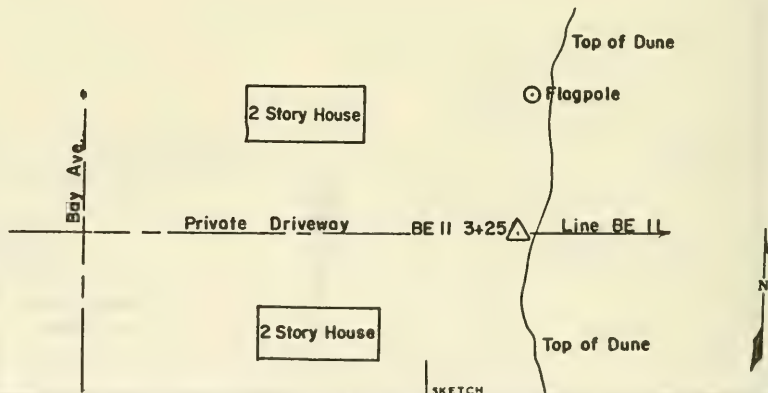 Top of Dune
Flagpole
2 Story House
Bay Ave.
Private Driveway
BE 11 3+25
Line BE 11
2 Story House
Top of Dune
N
SKETCH